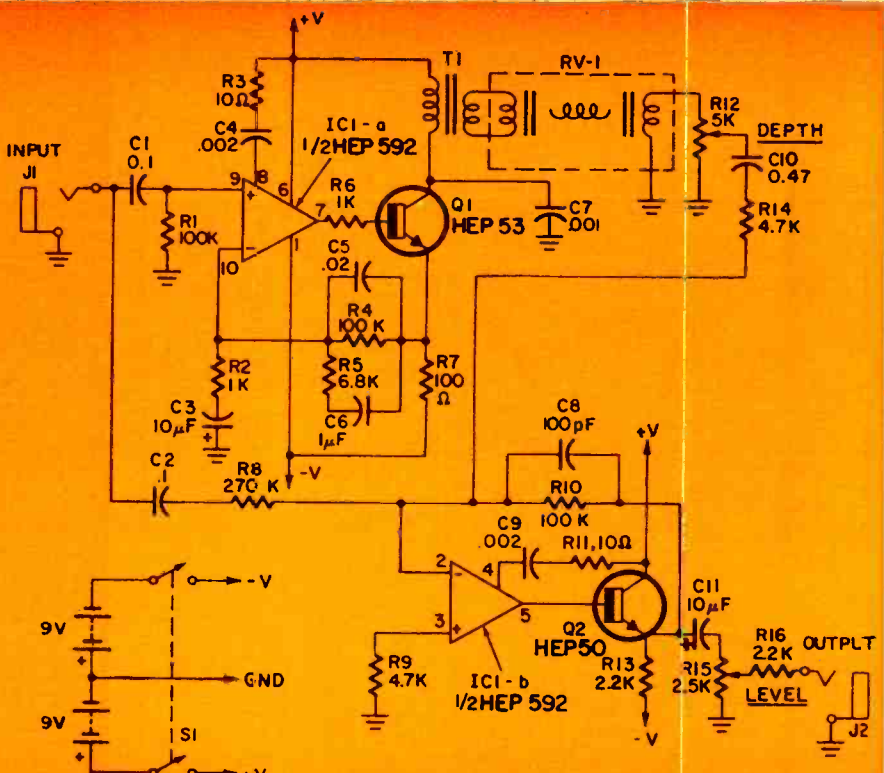 +V
T1
RV-1
R3
10Ω
IC1-a
1/2HEP 592
C4
.002
R12
5K
DEPTH
INPUT
J1
C1
0.1
C10
0.47
9
+
8
6
R6
1K
7
Q1
HEP 53
C7
.001
R1
100K
R14
4.7K
-
10
1
C5
.02
R4
100 K
R2
1K
R5
6.8K
R7
100
Ω
C3
10µF
+
C6
1µF
C8
100pF
+V
-V
C2
.1
R8
270 K
R10
100 K
C9
.002
R11,10Ω
2
-
4
3
+
5
C11
10µF
+
-V
9V
+
GND
9V
+
S1
+V
R9
4.7K
IC1-b
1/2HEP 592
Q2
HEP50
R13
2.2K
-V
R15
2.5K
LEVEL
R16
2.2K
OUTPLT
J2